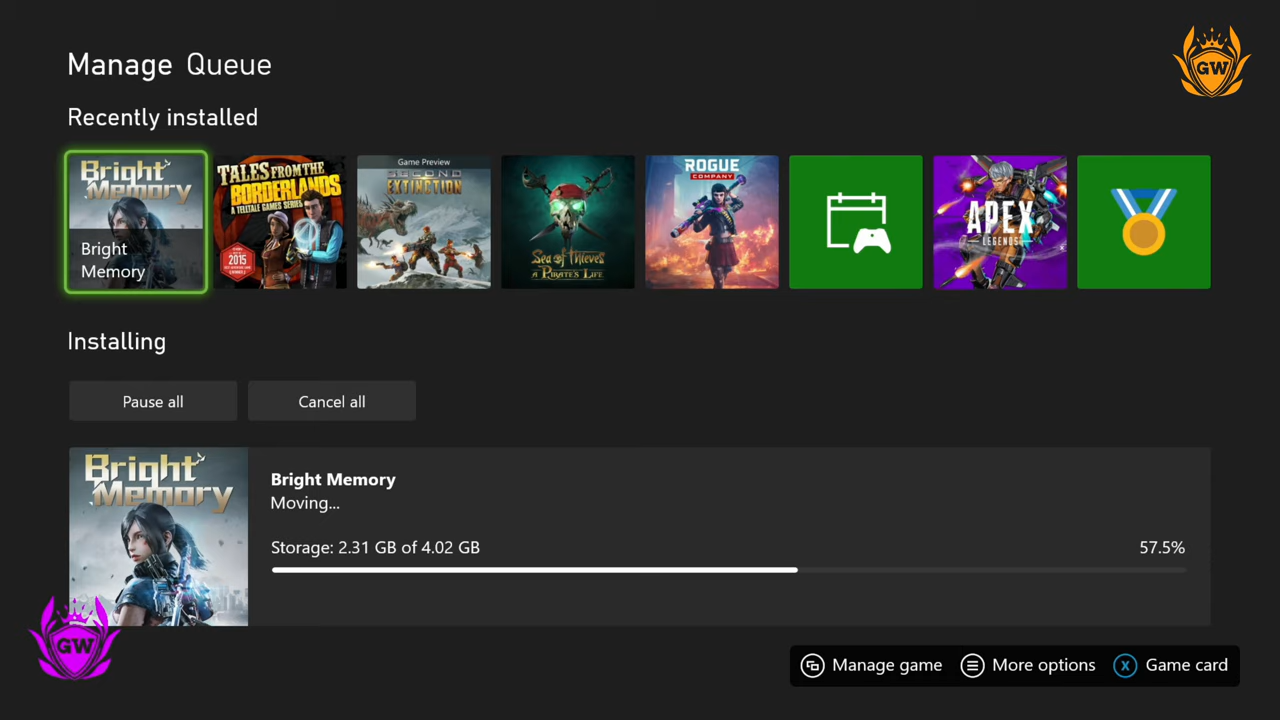 Manage Queue
GW
Recently installed
Bright
Memory
Bright
Memory
TALES FROM THE
BORDERLANDS
A TELLTALE GAMES SERIES
2015
Game Preview
SECOND
EXTINCTION
Sea of Thieves
A PIRATE'S LIFE
ROGUE
COMPANY
APEX
LEGENDS
Installing
Pause all
Cancel all
Bright
Memory
Bright Memory
Moving...
Storage: 2.31 GB of 4.02 GB
57.5%
GW
Manage game
More options
X
Game card